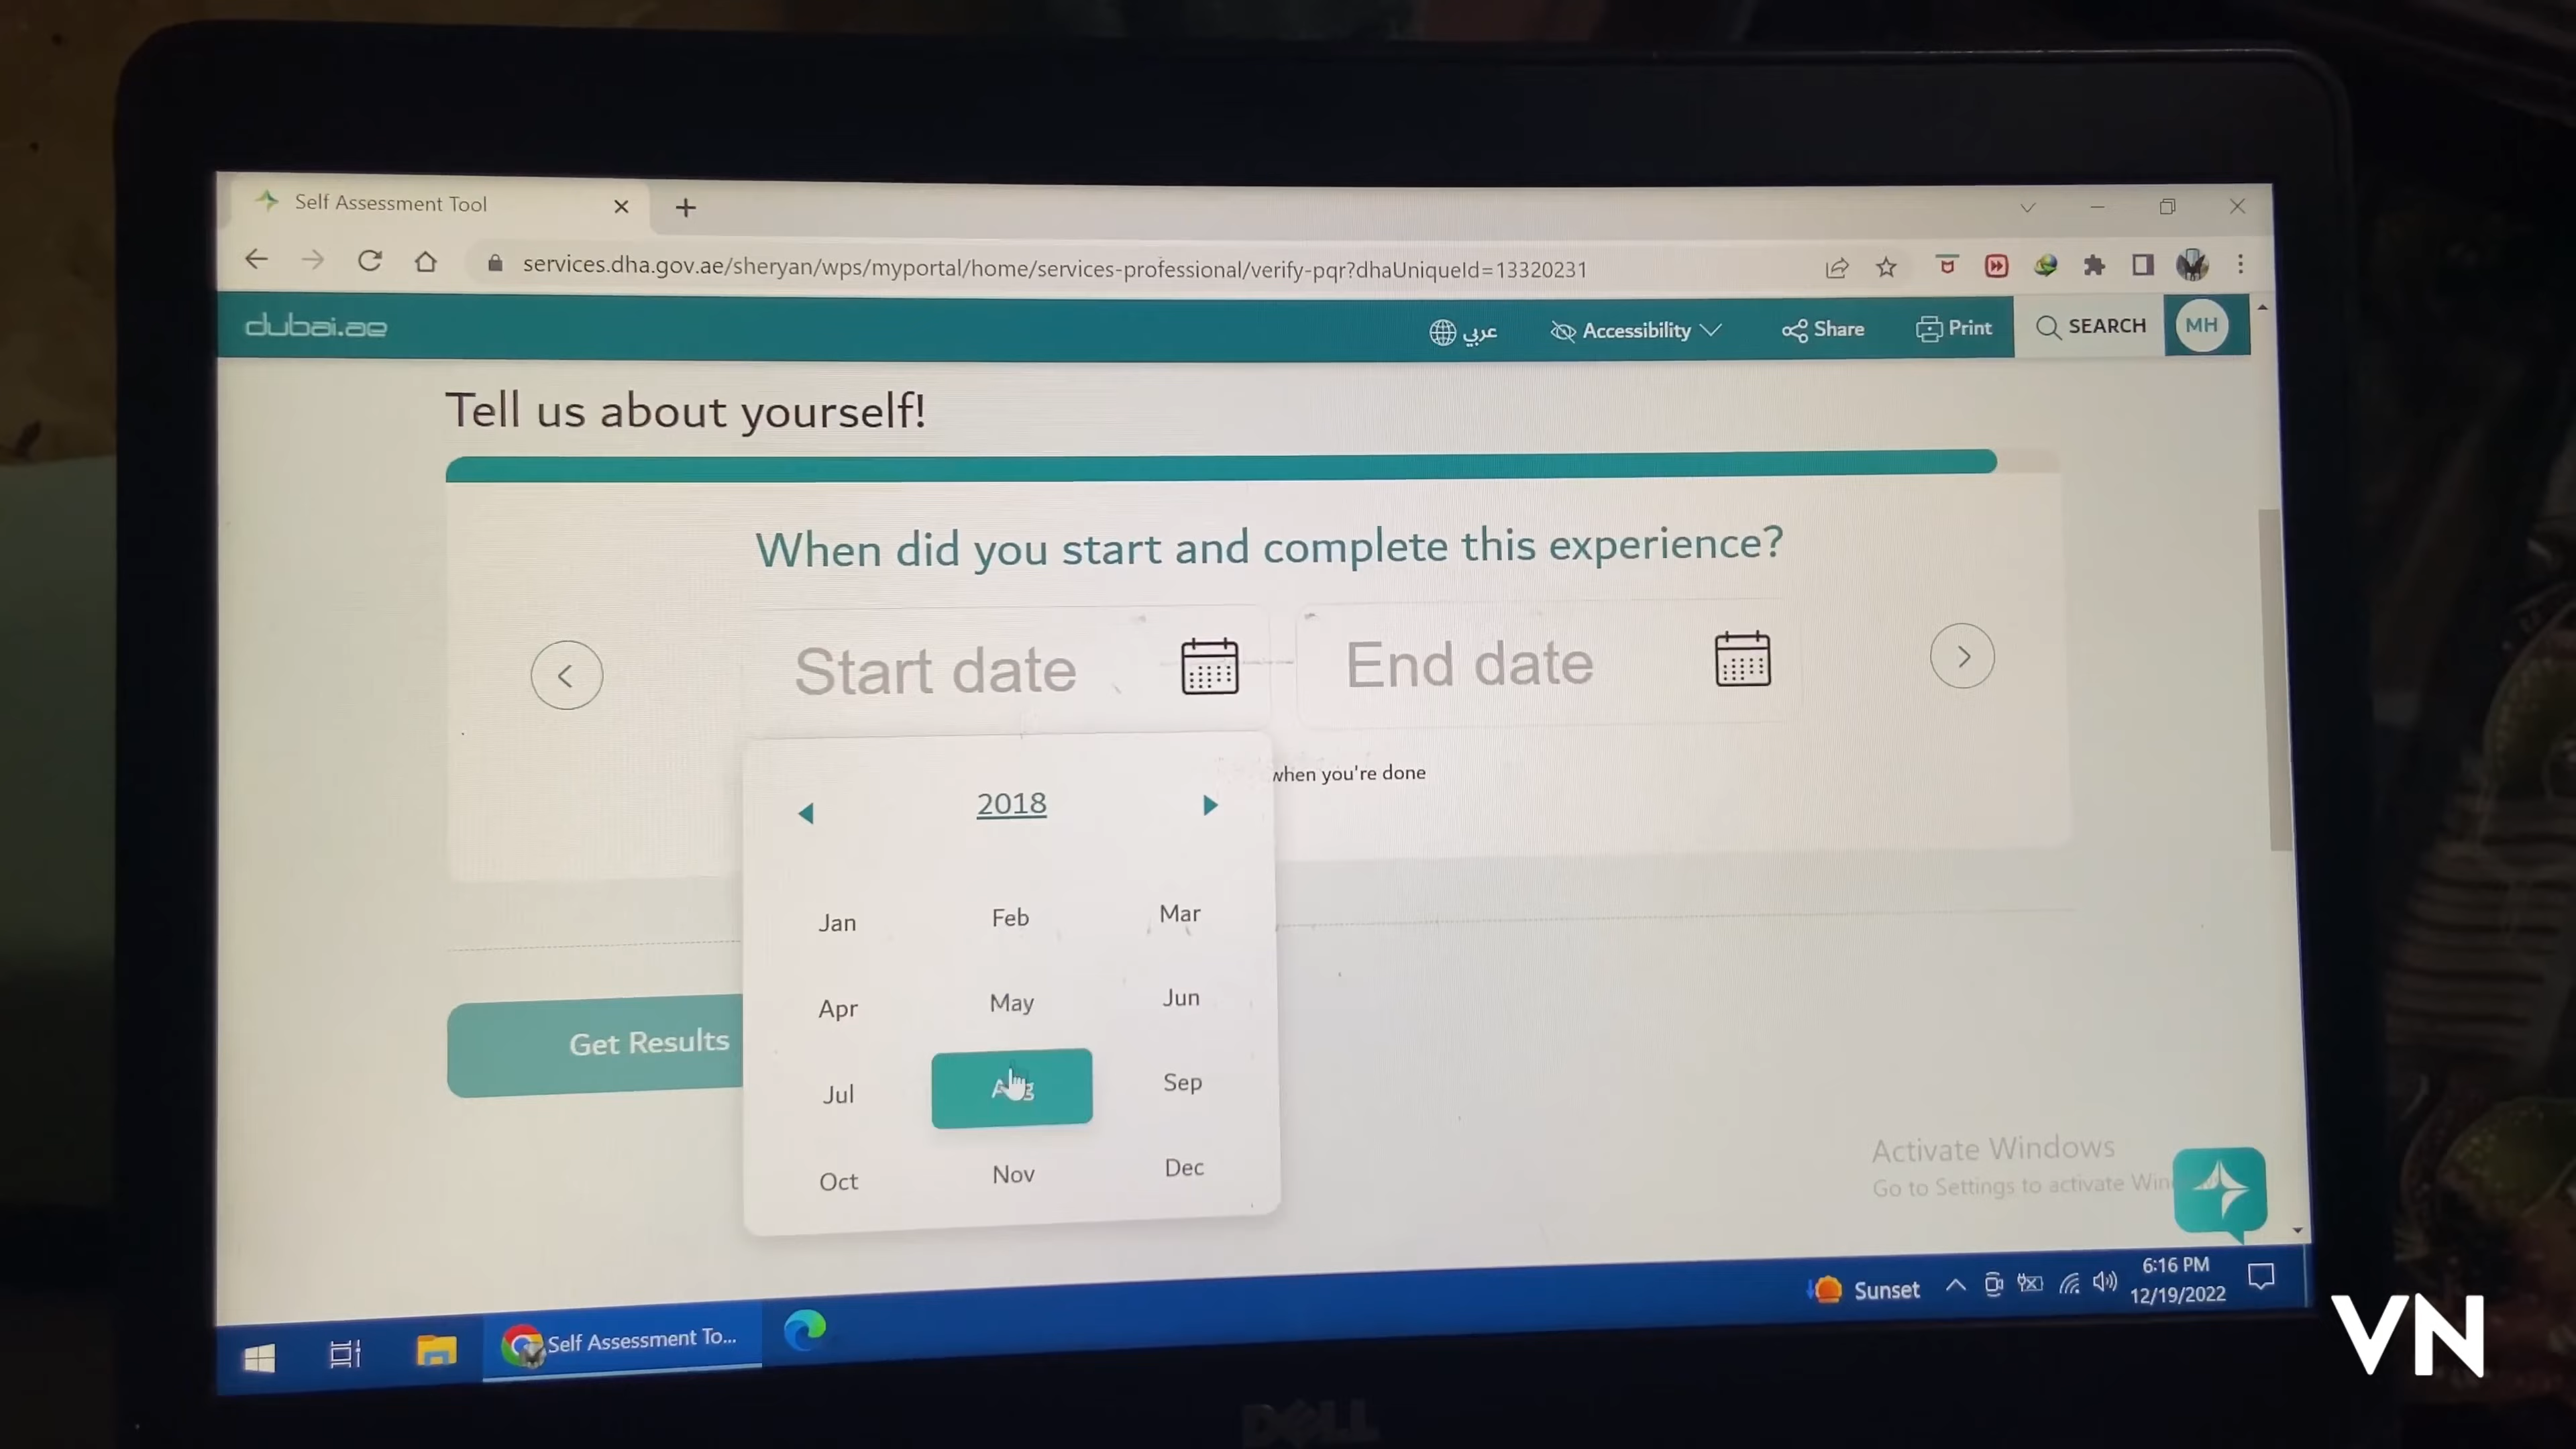 Self Assessment Tool
services.dha.gov.ae/sheryan/wps/myportal/home/services-professional/verify-pqr?dhaUniqueId=13320231
dubai.ae
عربي
Accessibility
Share
Print
SEARCH
MH
Tell us about yourself!
When did you start and complete this experience?
Start date
End date
when you're done
2018
Jan
Feb
Mar
Apr
May
Jun
Jul
Sep
Oct
Nov
Dec
Get Results
Activate Windows
Go to Settings to activate Win
Sunset
6:16 PM
12/19/2022
Self Assessment To...
VN
DELL